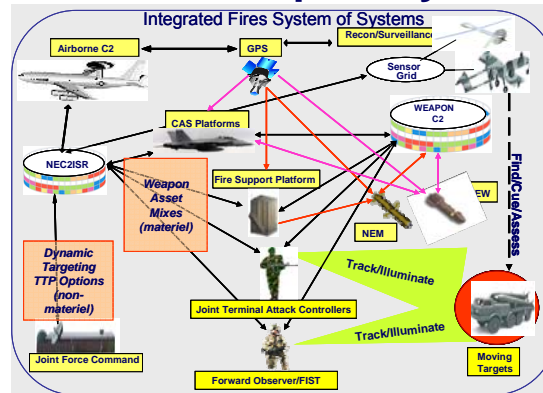 Integrated Fires System of Systems
Airborne C2
GPS
Recon/Surveillance
Sensor
Grid
CAS Platforms
WEAPON
C2
NEC2ISR
Weapon
Asset
Mixes
(materiel)
Fire Support Platform
EW
NEM
Find/Cue/Assess
Dynamic
Targeting
TTP Options
(non-
materiel)
Track/Illuminate
Joint Terminal Attack Controllers
Track/Illuminate
Joint Force Command
Moving
Targets
Forward Observer/FIST